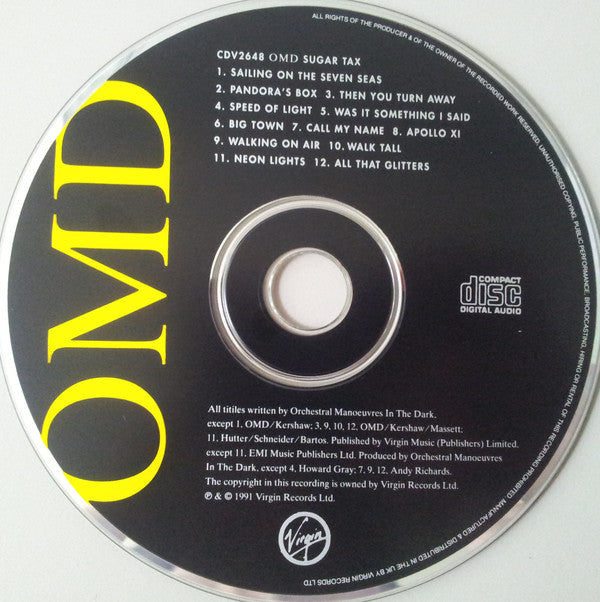 CDV2648 OMD SUGAR TAX
1. SAILING ON THE SEVEN SEAS
2. PANDORA'S BOX 3. THEN YOU TURN AWAY
4. SPEED OF LIGHT 5. WAS IT SOMETHING I SAID
6. BIG TOWN 7. CALL MY NAME 8. APOLLO XI
9. WALKING ON AIR 10. WALK TALL
11. NEON LIGHTS 12. ALL THAT GLITTERS
OMD
COMPACT
disc
DIGITAL AUDIO
All titiles written by Orchestral Manoeuvres In The Dark,
except 1, OMD/Kershaw; 3, 9, 10, 12, OMD/Kershaw/Massett;
11. Hutter/Schneider/Bartos. Published by Virgin Music (Publishers) Limited,
except 11, EMI Music Publishers Ltd. Produced by Orchestral Manoeuvres
In The Dark, except 4, Howard Gray; 7, 9, 12, Andy Richards.
The copyright in this recording is owned by Virgin Records Ltd.
℗ & © 1991 Virgin Records Ltd.
Virgin
ALL RIGHTS OF THE PRODUCER & OF THE OWNER OF THE RECORDED WORK RESERVED. UNAUTHORISED COPYING, PUBLIC PERFORMANCE, BROADCASTING, HIRING OR RENTAL OF THIS RECORDING PROHIBITED. MANUFACTURED & DISTRIBUTED IN THE UK BY VIRGIN RECORDS LTD